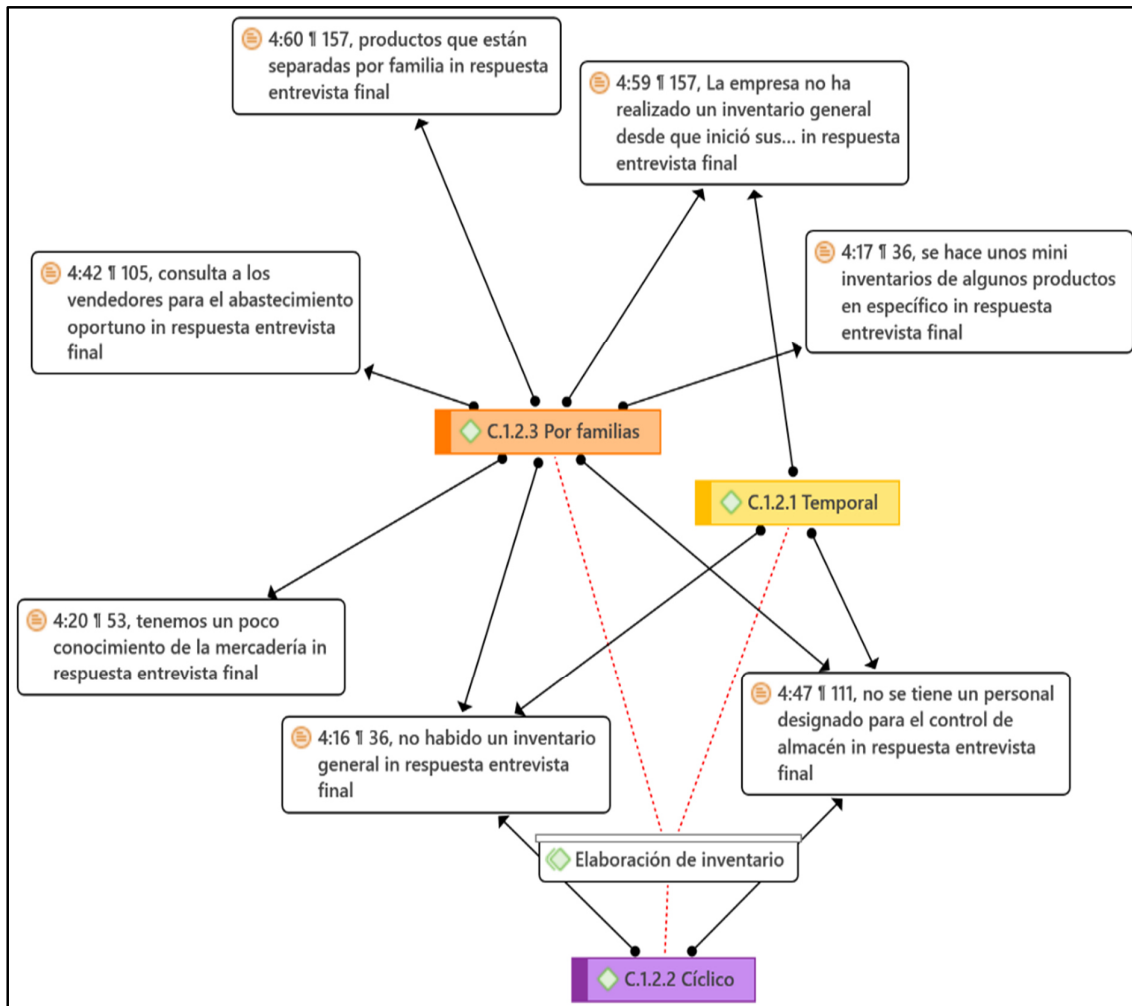 4:60 ¶ 157, productos que están
separadas por familia in respuesta
entrevista final
4:59 ¶ 157, La empresa no ha
realizado un inventario general
desde que inició sus... in respuesta
entrevista final
4:42 ¶ 105, consulta a los
vendedores para el abastecimiento
oportuno in respuesta entrevista
final
4:17 ¶ 36, se hace unos mini
inventarios de algunos productos
en específico in respuesta
entrevista final
C.1.2.3 Por familias
C.1.2.1 Temporal
4:20 ¶ 53, tenemos un poco
conocimiento de la mercadería in
respuesta entrevista final
4:47 ¶ 111, no se tiene un personal
designado para el control de
almacén in respuesta entrevista
final
4:16 ¶ 36, no habido un inventario
general in respuesta entrevista
final
Elaboración de inventario
C.1.2.2 Cíclico